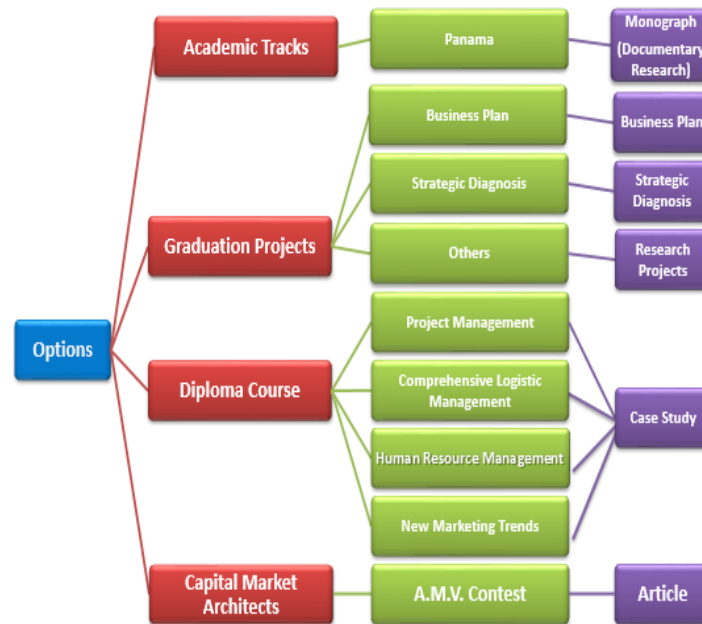 Options
Academic Tracks
Graduation Projects
Diploma Course
Capital Market
Architects
Panama
Business Plan
Strategic Diagnosis
Others
Project Management
Comprehensive Logistic
Management
Human Resource Management
New Marketing Trends
A.M.V. Contest
Monograph
(Documentary
Research)
Business Plan
Strategic
Diagnosis
Research
Projects
Case Study
Article